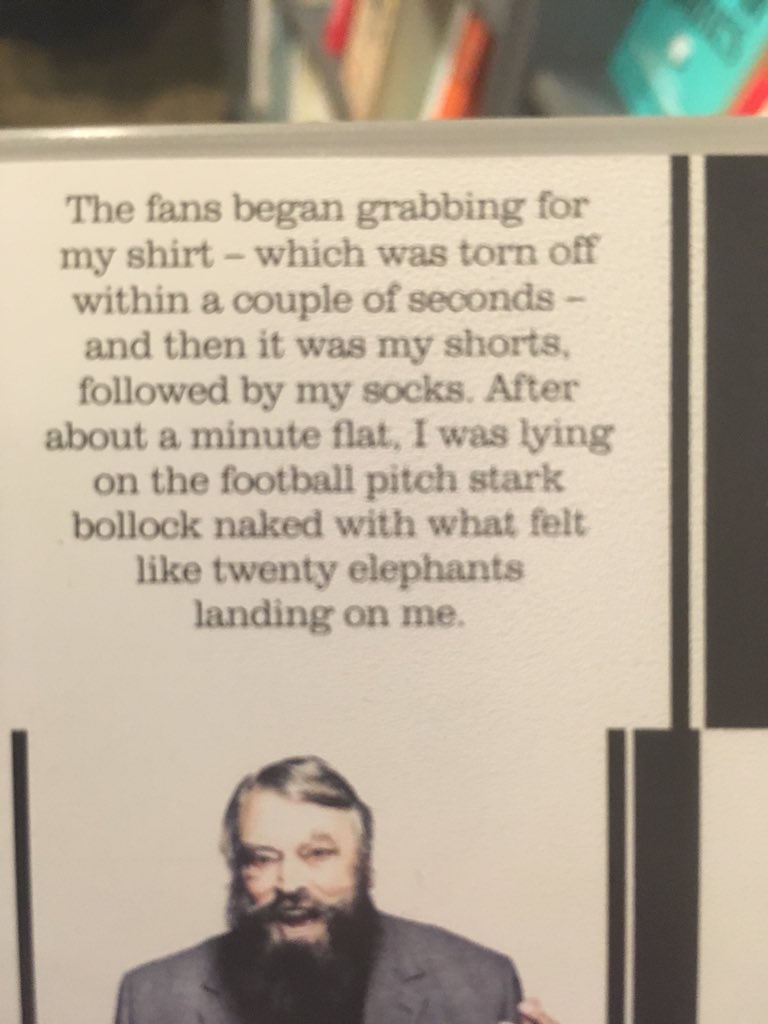 The fans began grabbing for
my shirt – which was torn off
within a couple of seconds –
and then it was my shorts,
followed by my socks. After
about a minute flat, I was lying
on the football pitch stark
bollock naked with what felt
like twenty elephants
landing on me.